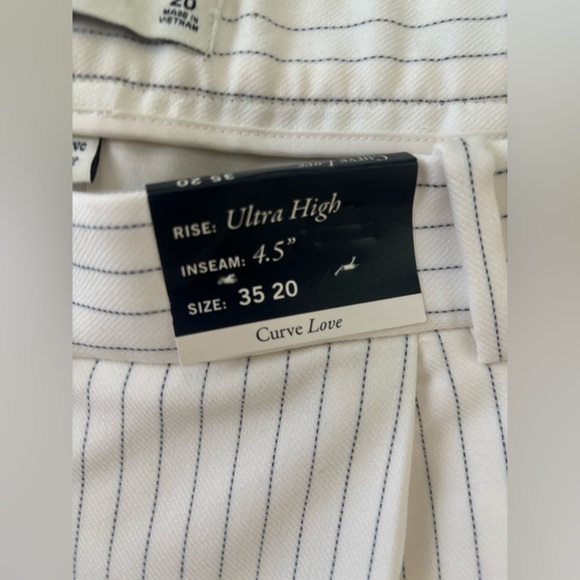 20
MADE IN
VIETNAM
Curve Love
35 20
RISE: Ultra High
INSEAM: 4.5"
SIZE: 35 20
Curve Love